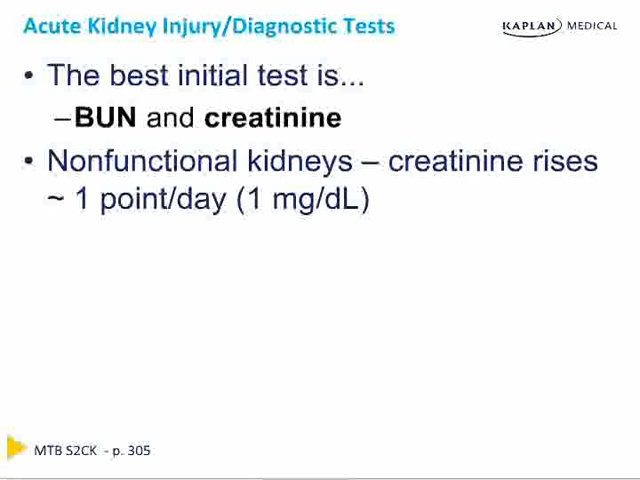 Acute Kidney Injury/Diagnostic Tests
KAPLAN MEDICAL
• The best initial test is...
–BUN and creatinine
• Nonfunctional kidneys – creatinine rises
~ 1 point/day (1 mg/dL)
MTB S2CK - p. 305